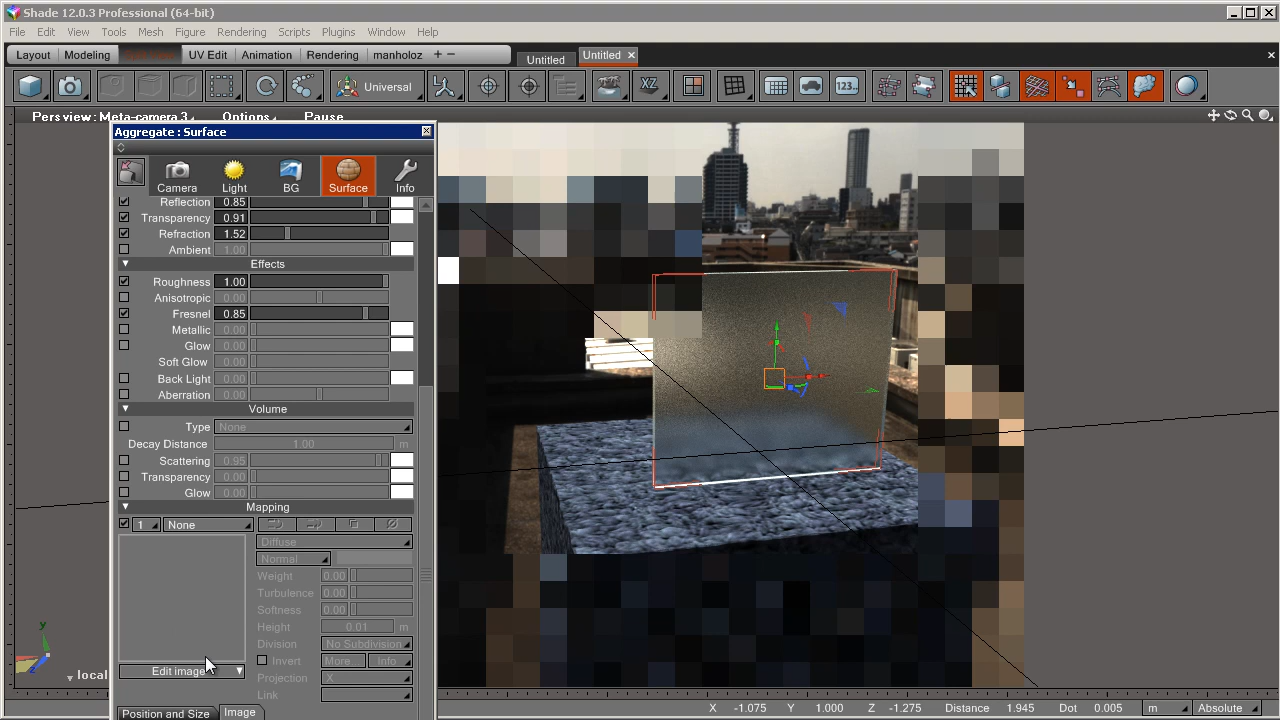 Shade 12.0.3 Professional (64-bit)
File Edit View Tools Mesh Figure Rendering Scripts Plugins Window Help
Layout Modeling UV Edit Animation Rendering manholoz + − Untitled Untitled ×
Universal XZ 123..
Pers view: Meta-camera 3 Options Pause
Aggregate : Surface
Camera Light BG Surface Info
Reflection 0.85
Transparency 0.91
Refraction 1.52
Ambient 1.00
Effects
Roughness 1.00
Anisotropic 0.00
Fresnel 0.85
Metallic 0.00
Glow 0.00
Soft Glow 0.00
Back Light 0.00
Aberration 0.00
Volume
Type None
Decay Distance 1.00 m
Scattering 0.95
Transparency 0.00
Glow 0.00
Mapping
1 None
Diffuse
Normal
Weight 0.00
Turbulence 0.00
Softness 0.00
Height 0.01 m
Division No Subdivision
Edit image Invert More... Info
Projection X
Link
Position and Size Image
y
local
X -1.075 Y 1.000 Z -1.275 Distance 1.945 Dot 0.005 m Absolute